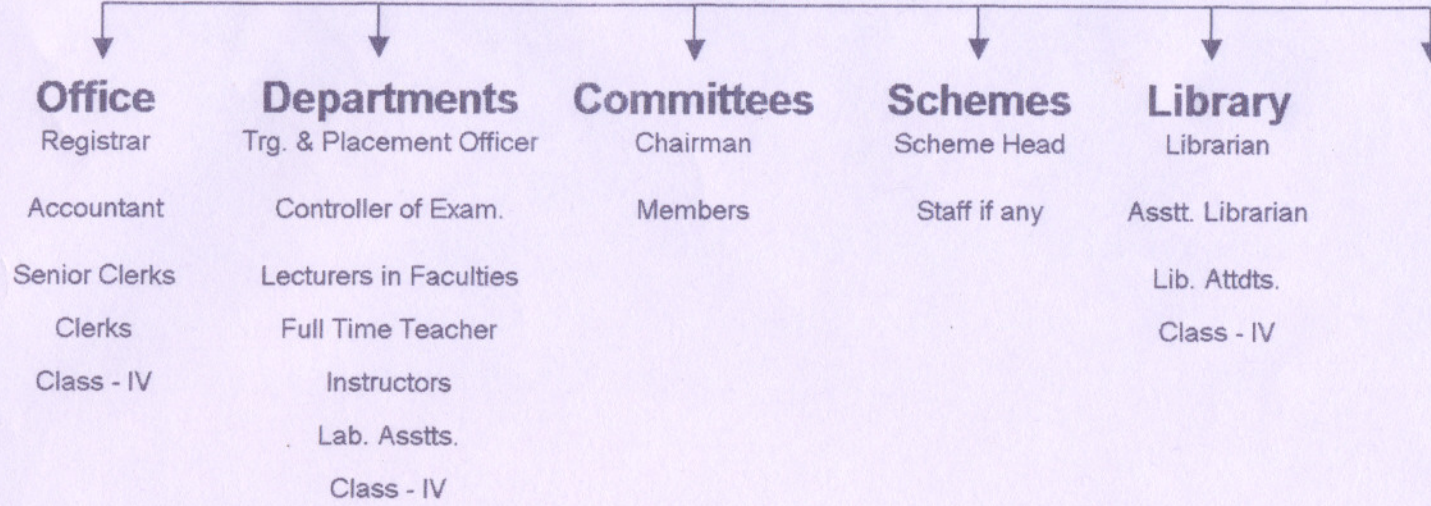 Office
Registrar
Accountant
Senior Clerks
Clerks
Class - IV
Departments
Trg. & Placement Officer
Controller of Exam.
Lecturers in Faculties
Full Time Teacher
Instructors
Lab. Asstts.
Class - IV
Committees
Chairman
Members
Schemes
Scheme Head
Staff if any
Library
Librarian
Asstt. Librarian
Lib. Attdts.
Class - IV